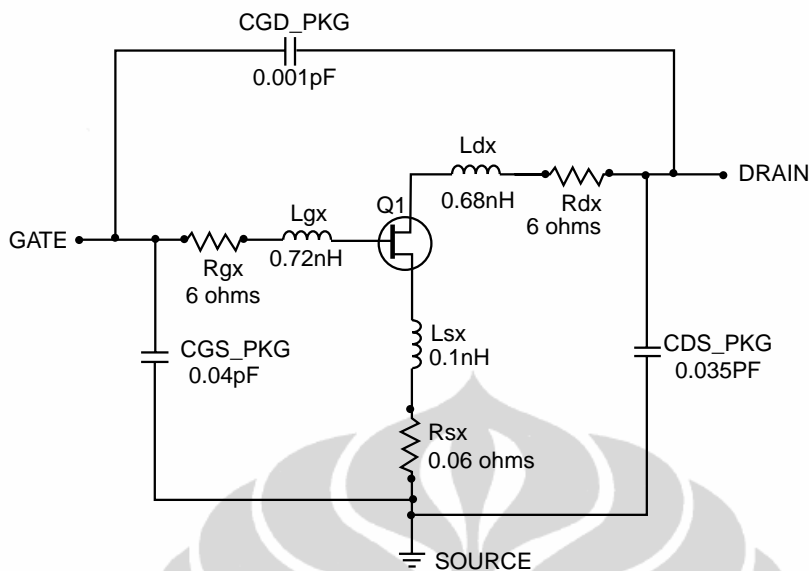 CGD_PKG
0.001pF
Ldx
0.68nH
DRAIN
Rdx
6 ohms
Q1
Lgx
0.72nH
GATE
Rgx
6 ohms
Lsx
0.1nH
CGS_PKG
0.04pF
CDS_PKG
0.035PF
Rsx
0.06 ohms
SOURCE